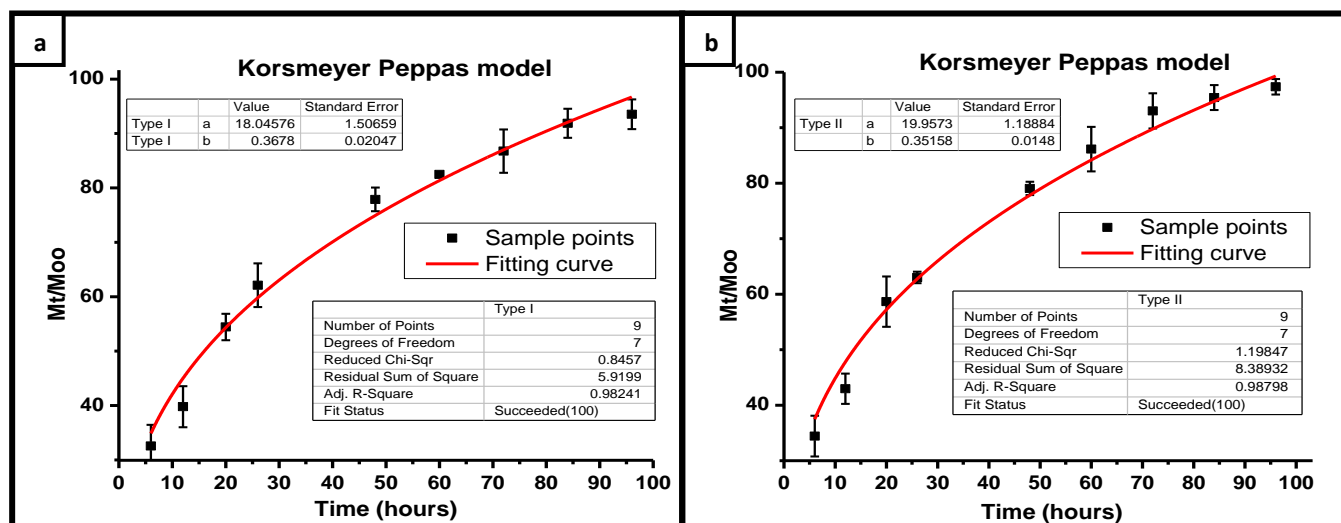 a
Korsmeyer Peppas model
Value Standard Error
Type I a 18.04576 1.50659
Type I b 0.3678 0.02047
Sample points
Fitting curve
Type I
Number of Points 9
Degrees of Freedom 7
Reduced Chi-Sqr 0.8457
Residual Sum of Square 5.9199
Adj. R-Square 0.98241
Fit Status Succeeded(100)
100
80
60
40
Mt/Moo
0 10 20 30 40 50 60 70 80 90 100
Time (hours)
b
Korsmeyer Peppas model
Value Standard Error
Type II a 19.9573 1.18884
b 0.35158 0.0148
Sample points
Fitting curve
Type II
Number of Points 9
Degrees of Freedom 7
Reduced Chi-Sqr 1.19847
Residual Sum of Square 8.38932
Adj. R-Square 0.98798
Fit Status Succeeded(100)
100
80
60
40
Mt/Moo
0 10 20 30 40 50 60 70 80 90 100
Time (hours)